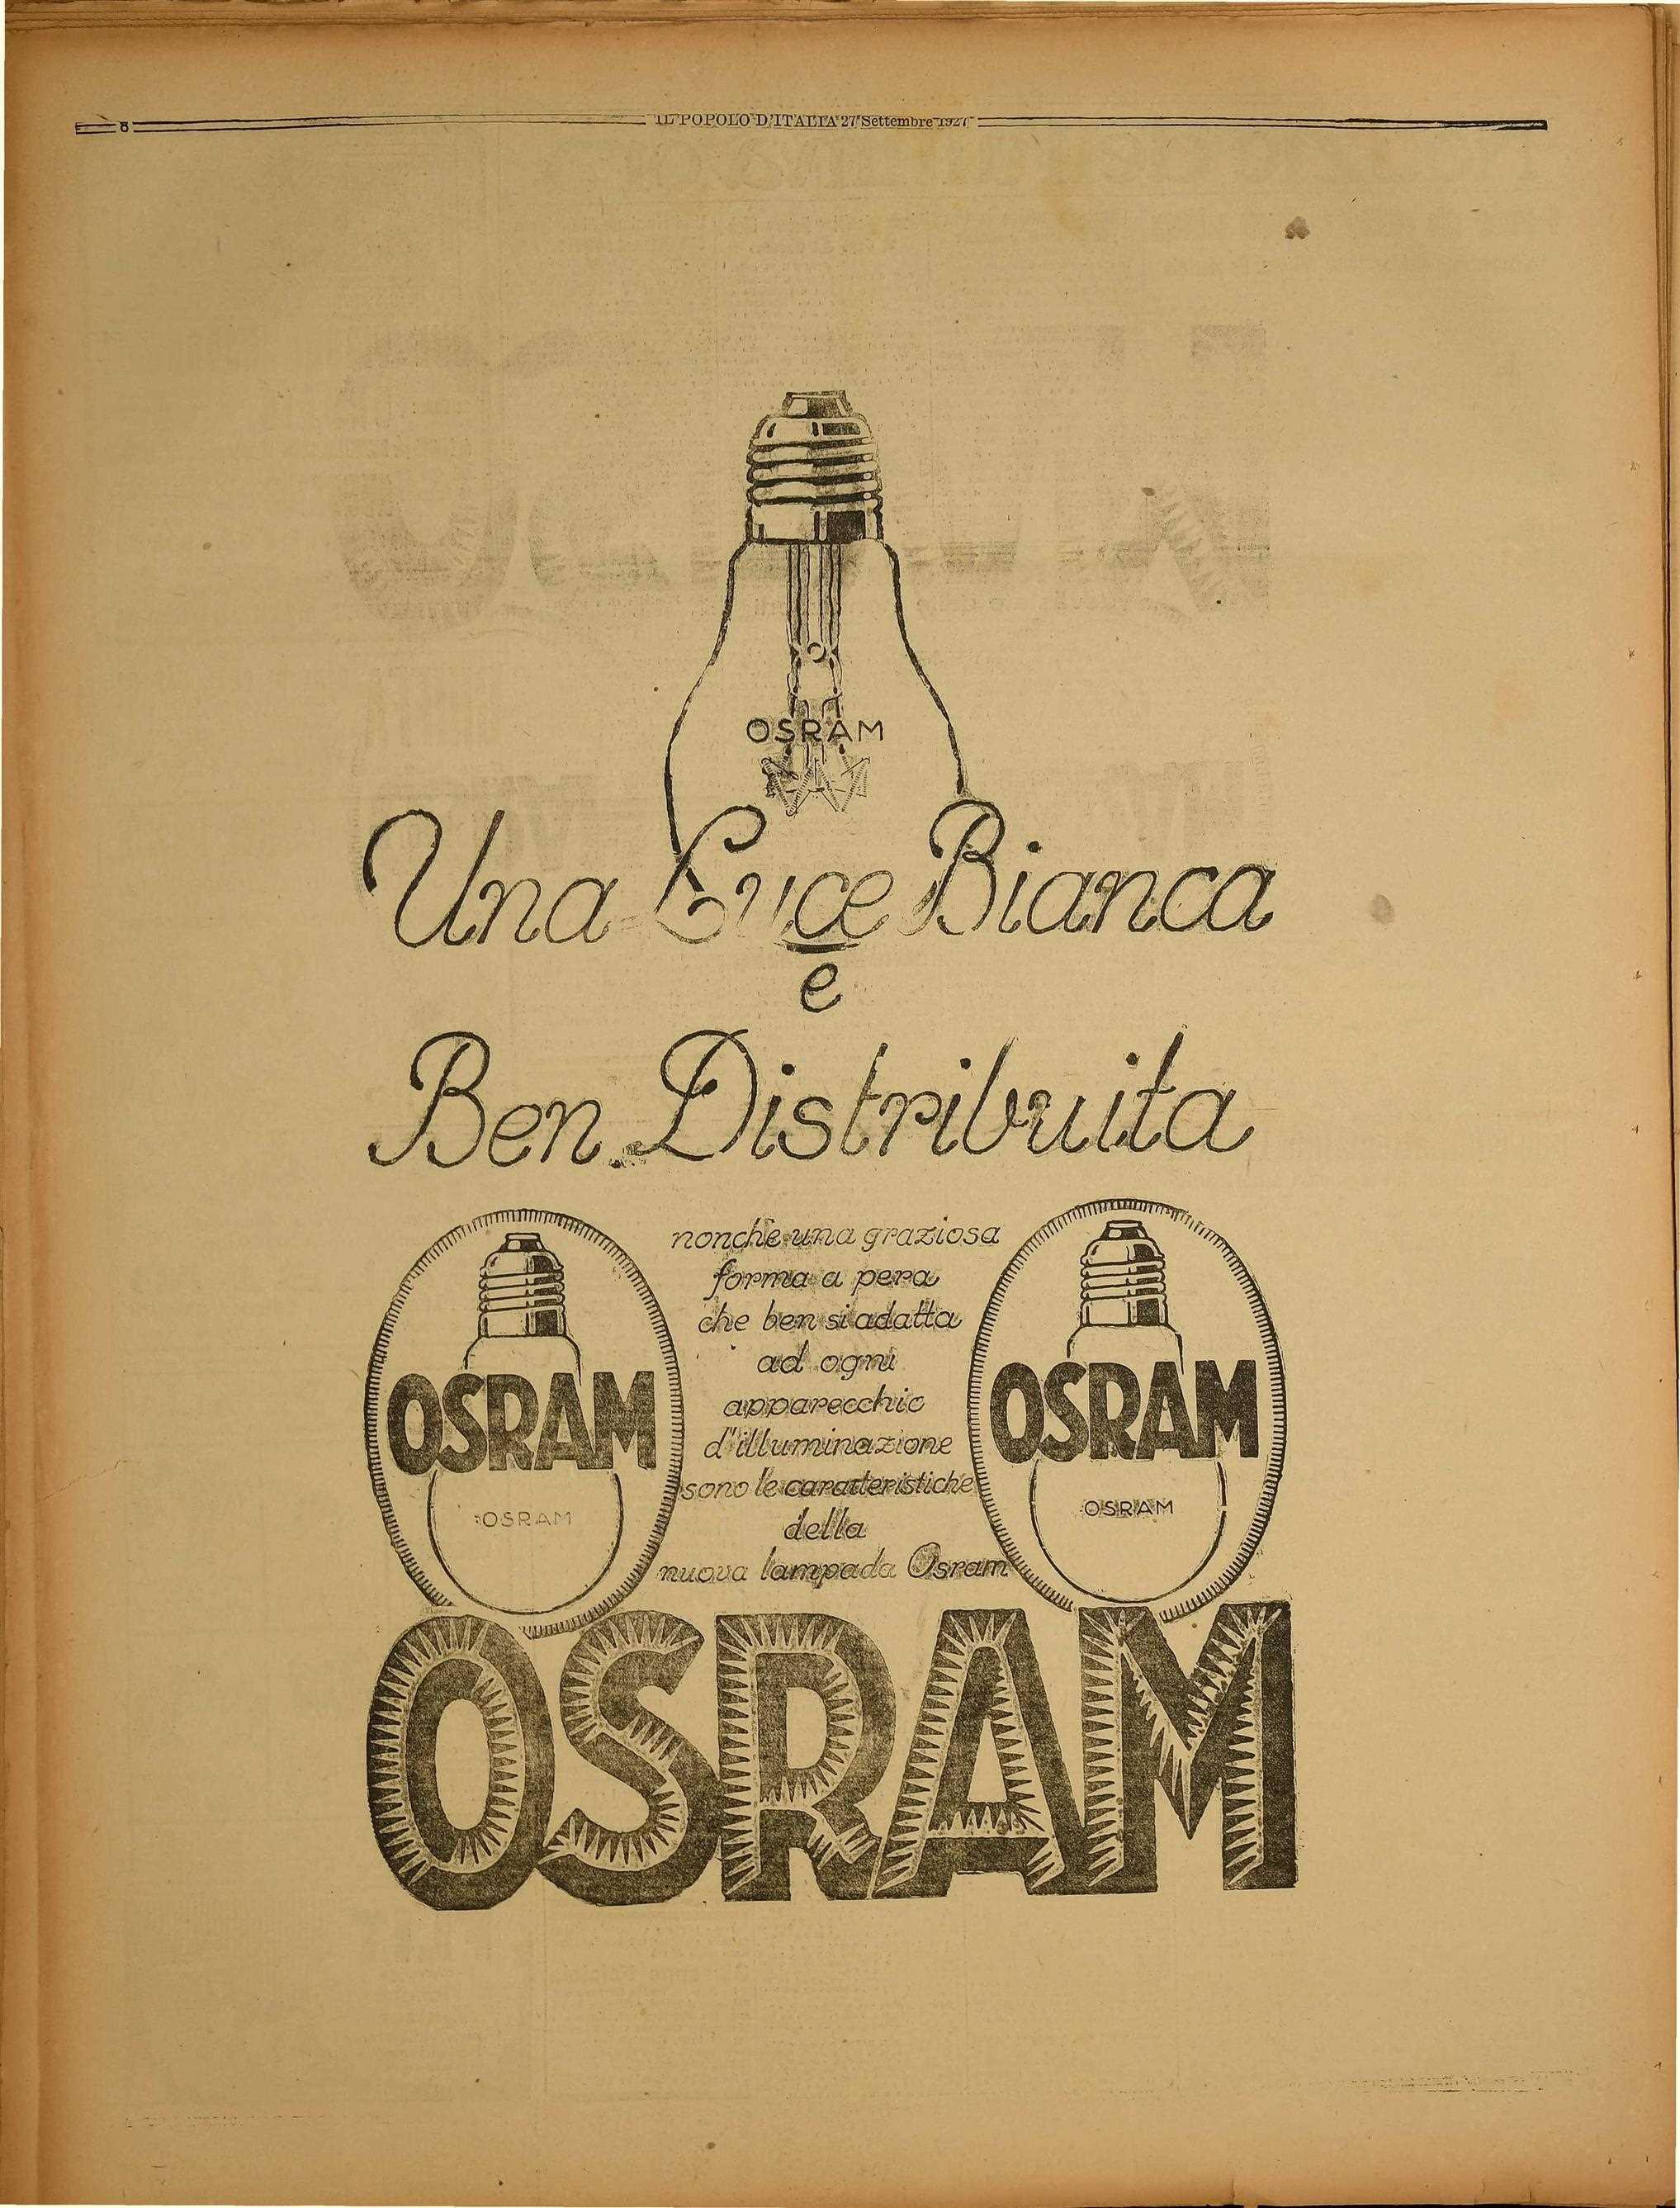 8
IL POPOLO D'ITALIA 27 Settembre 1927
OSRAM
Una Luce Bianca
e
Ben Distribuita
nonchè una graziosa
forma a pera
che ben si adatta
ad ogni
apparecchio
d'illuminazione
sono le caratteristiche
della
nuova lampada Osram
OSRAM
OSRAM
OSRAM
OSRAM
OSRAM